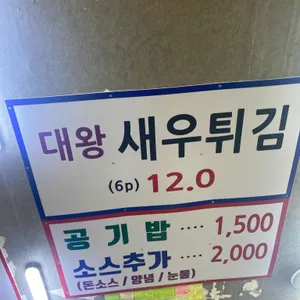 대왕 새우튀김
(6p) 12.0
공기밥 ···· 1,500
소스추가 ···· 2,000
(돈소스 / 양념 / 눈물)